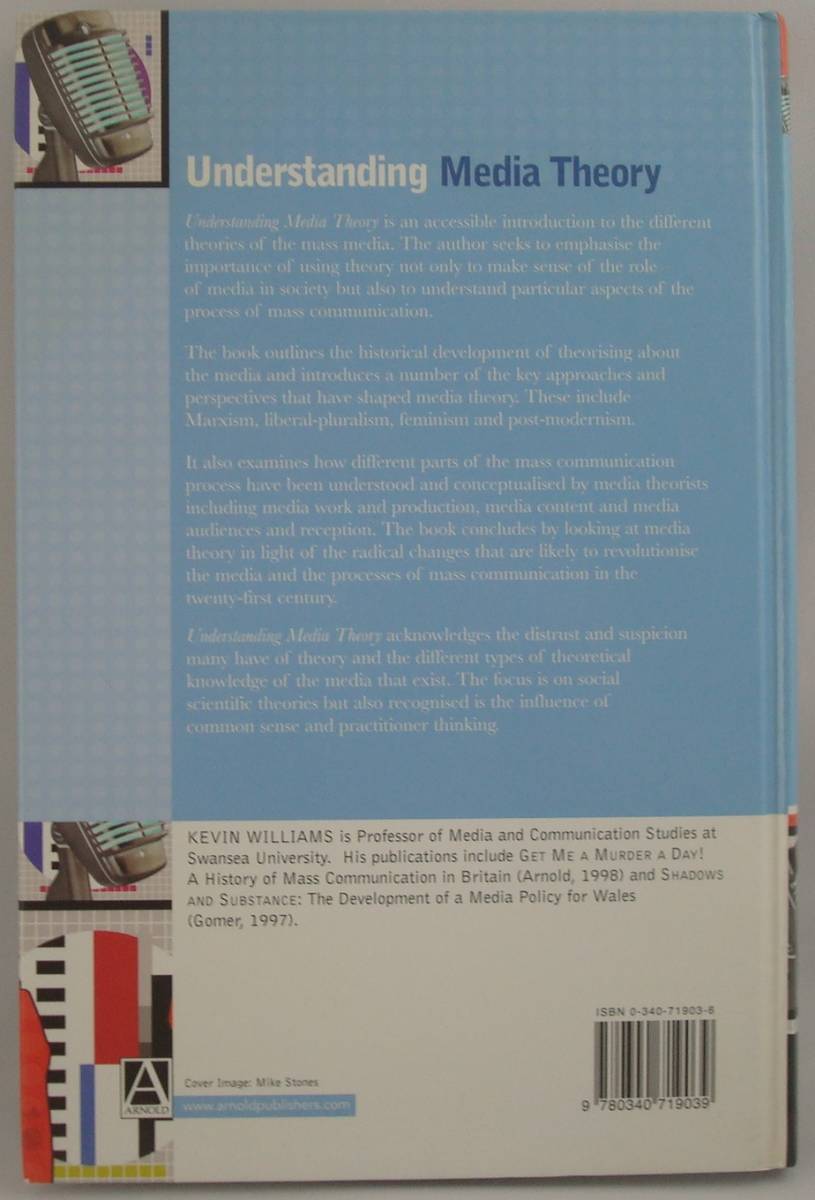 Understanding Media Theory
Understanding Media Theory is an accessible introduction to the different
theories of the mass media. The author seeks to emphasise the
importance of using theory not only to make sense of the role
of media in society but also to understand particular aspects of the
process of mass communication.
The book outlines the historical development of theorising about
the media and introduces a number of the key approaches and
perspectives that have shaped media theory. These include
Marxism, liberal-pluralism, feminism and post-modernism.
It also examines how different parts of the mass communication
process have been understood and conceptualised by media theorists
including media work and production, media content and media
audiences and reception. The book concludes by looking at media
theory in light of the radical changes that are likely to revolutionise
the media and the processes of mass communication in the
twenty-first century.
Understanding Media Theory acknowledges the distrust and suspicion
many have of theory and the different types of theoretical
knowledge of the media that exist. The focus is on social
scientific theories but also recognised is the influence of
common sense and practitioner thinking.
KEVIN WILLIAMS is Professor of Media and Communication Studies at
Swansea University. His publications include GET ME A MURDER A DAY!
A History of Mass Communication in Britain (Arnold, 1998) and SHADOWS
AND SUBSTANCE: The Development of a Media Policy for Wales
(Gomer, 1997).
ISBN 0-340-71903-6
9 780340 719039
Cover Image: Mike Stones
A
ARNOLD
www.arnoldpublishers.com